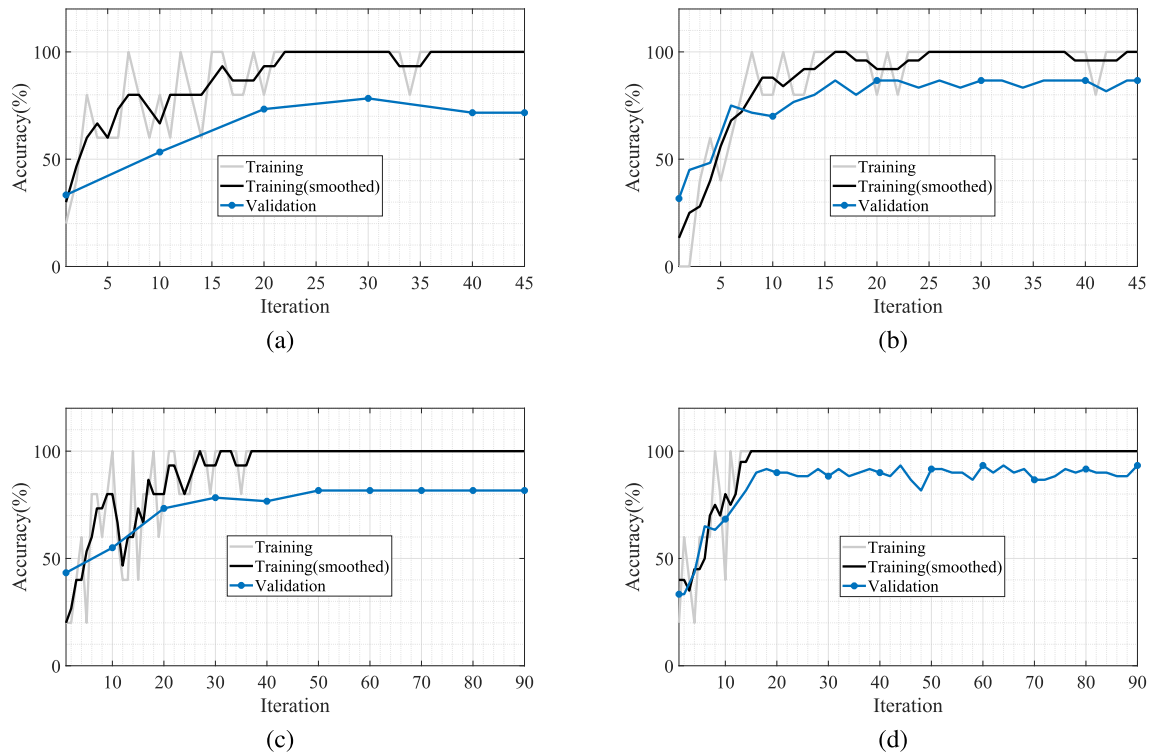 100
50
0
Accuracy(%)
Training
Training(smoothed)
Validation
5 10 15 20 25 30 35 40 45
Iteration
(a)
100
50
0
Accuracy(%)
Training
Training(smoothed)
Validation
5 10 15 20 25 30 35 40 45
Iteration
(b)
100
50
0
Accuracy(%)
Training
Training(smoothed)
Validation
10 20 30 40 50 60 70 80 90
Iteration
(c)
100
50
0
Accuracy(%)
Training
Training(smoothed)
Validation
10 20 30 40 50 60 70 80 90
Iteration
(d)